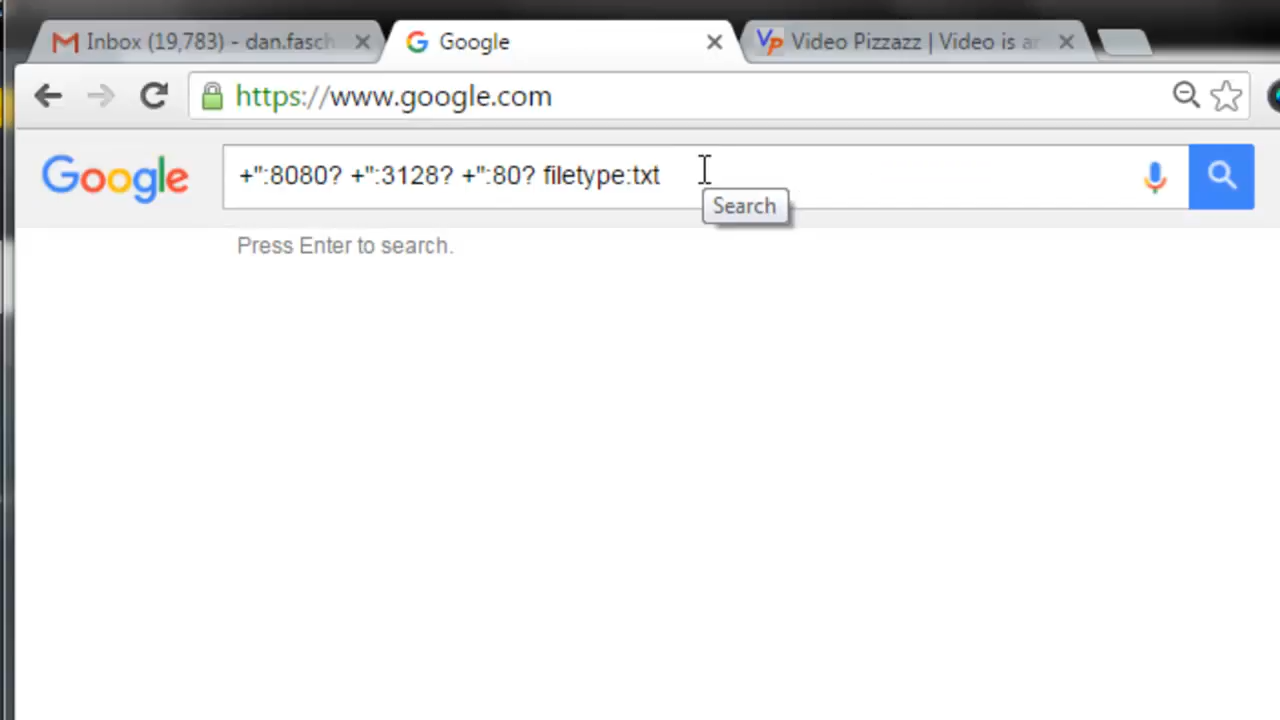 Inbox (19,783) - dan.fasch
Google
Video Pizzazz | Video is a
https://www.google.com
Google
+":8080? +":3128? +":80? filetype:txt
Search
Press Enter to search.